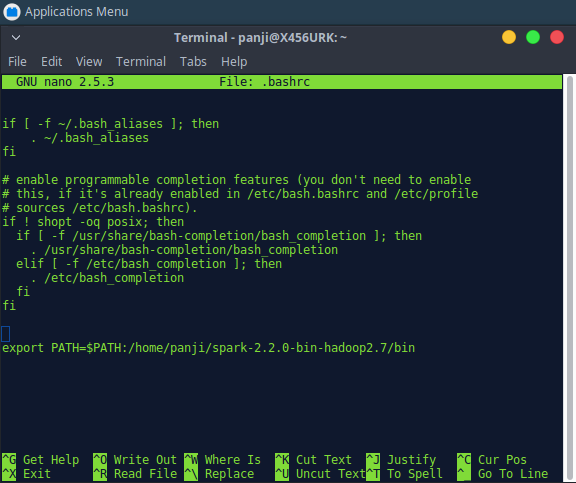 Applications Menu
Terminal - panji@X456URK: ~
File Edit View Terminal Tabs Help
GNU nano 2.5.3 File: .bashrc
if [ -f ~/.bash_aliases ]; then
    . ~/.bash_aliases
fi
# enable programmable completion features (you don't need to enable
# this, if it's already enabled in /etc/bash.bashrc and /etc/profile
# sources /etc/bash.bashrc).
if ! shopt -oq posix; then
  if [ -f /usr/share/bash-completion/bash_completion ]; then
    . /usr/share/bash-completion/bash_completion
  elif [ -f /etc/bash_completion ]; then
    . /etc/bash_completion
  fi
fi
export PATH=$PATH:/home/panji/spark-2.2.0-bin-hadoop2.7/bin
^G Get Help ^O Write Out ^W Where Is ^K Cut Text ^J Justify ^C Cur Pos
^X Exit ^R Read File ^\ Replace ^U Uncut Text ^T To Spell ^_ Go To Line